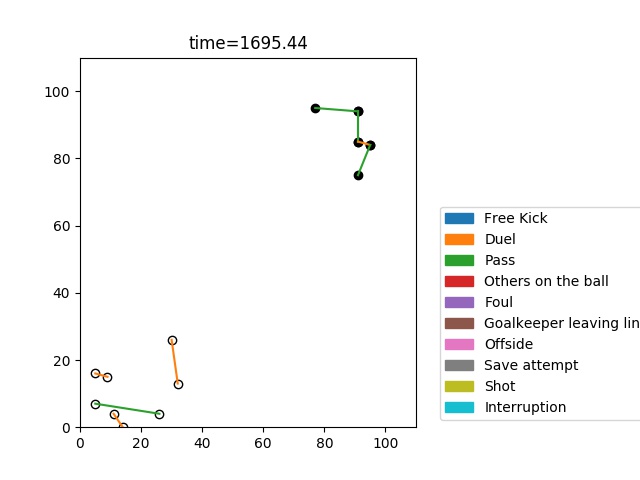 time=1695.44
100
80
60
40
20
0
0 20 40 60 80 100
Free Kick
Duel
Pass
Others on the ball
Foul
Goalkeeper leaving lin
Offside
Save attempt
Shot
Interruption